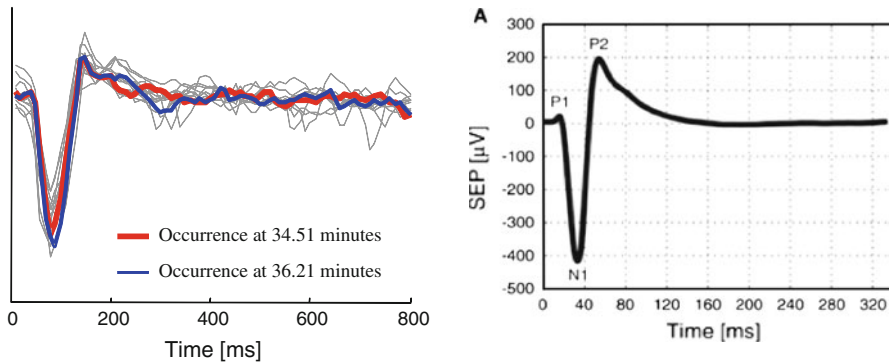 Occurrence at 34.51 minutes
Occurrence at 36.21 minutes
0 200 400 600 800
Time [ms]
A
300
200
100
0
-100
-200
-300
-400
-500
SEP [µV]
P1
P2
N1
0 40 80 120 160 200 240 280 320
Time [ms]